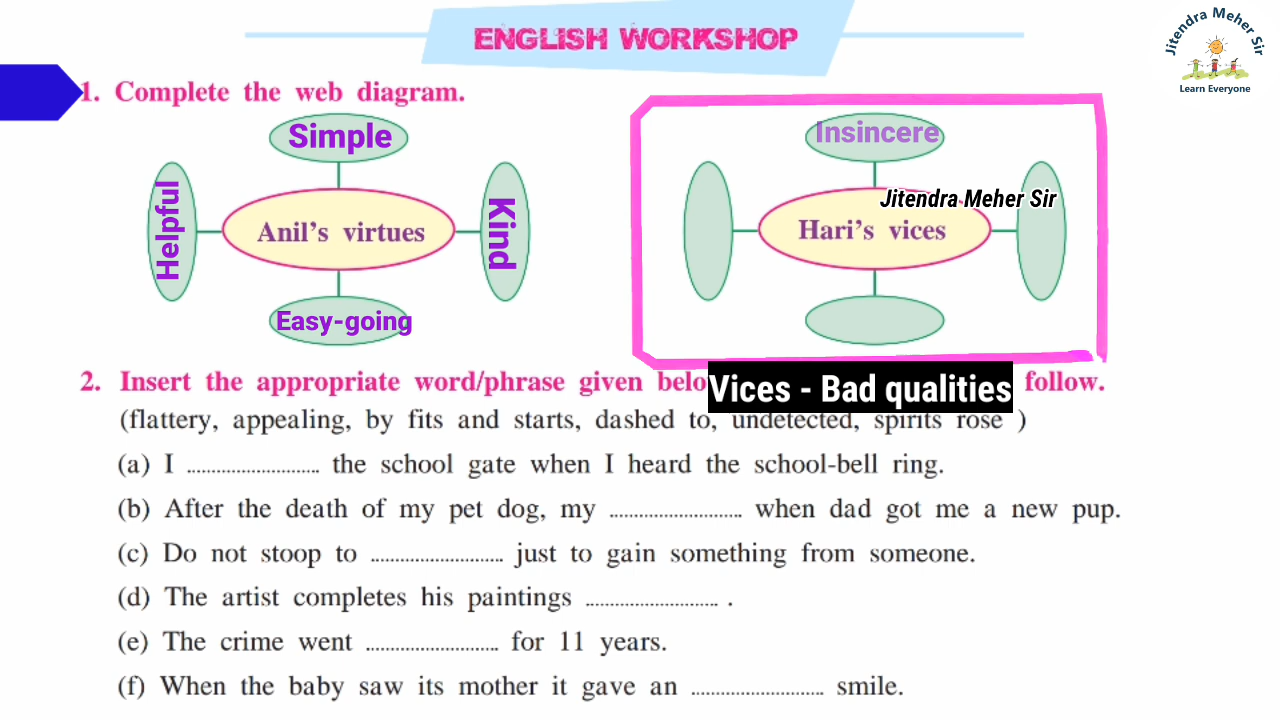 ENGLISH WORKSHOP
Jitendra Meher Sir
Learn Everyone
1. Complete the web diagram.
Simple
Helpful
Anil's virtues
Kind
Easy-going
Insincere
Jitendra Meher Sir
Hari's vices
2. Insert the appropriate word/phrase given belo
follow.
Vices - Bad qualities
(flattery, appealing, by fits and starts, dashed to, undetected, spirits rose )
(a) I ........................... the school gate when I heard the school-bell ring.
(b) After the death of my pet dog, my ........................... when dad got me a new pup.
(c) Do not stoop to ........................... just to gain something from someone.
(d) The artist completes his paintings ........................... .
(e) The crime went ........................... for 11 years.
(f) When the baby saw its mother it gave an ........................... smile.